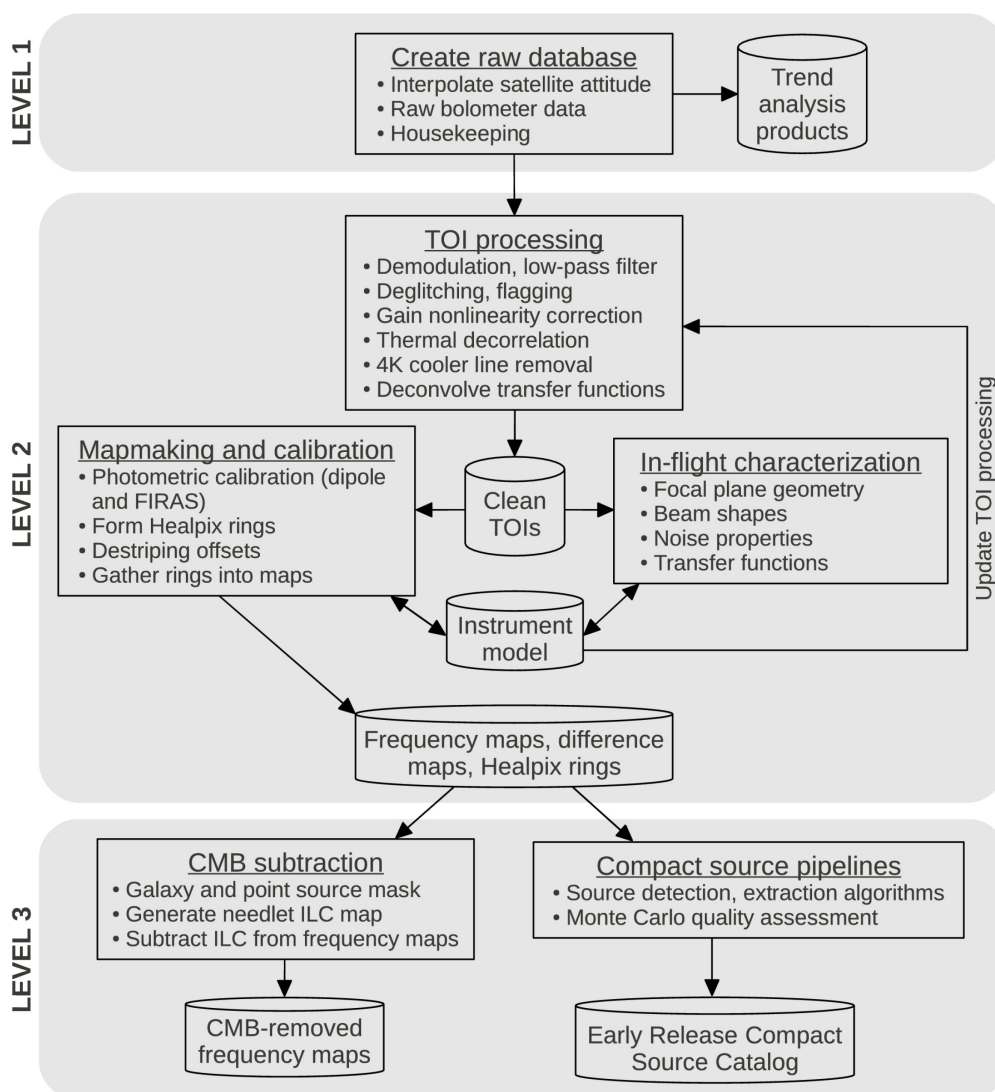 LEVEL 1
Create raw database
• Interpolate satellite attitude
• Raw bolometer data
• Housekeeping
Trend
analysis
products
LEVEL 2
TOI processing
• Demodulation, low-pass filter
• Deglitching, flagging
• Gain nonlinearity correction
• Thermal decorrelation
• 4K cooler line removal
• Deconvolve transfer functions
Update TOI processing
Mapmaking and calibration
• Photometric calibration (dipole
and FIRAS)
• Form Healpix rings
• Destriping offsets
• Gather rings into maps
Clean
TOIs
In-flight characterization
• Focal plane geometry
• Beam shapes
• Noise properties
• Transfer functions
Instrument
model
Frequency maps, difference
maps, Healpix rings
LEVEL 3
CMB subtraction
• Galaxy and point source mask
• Generate needlet ILC map
• Subtract ILC from frequency maps
Compact source pipelines
• Source detection, extraction algorithms
• Monte Carlo quality assessment
CMB-removed
frequency maps
Early Release Compact
Source Catalog